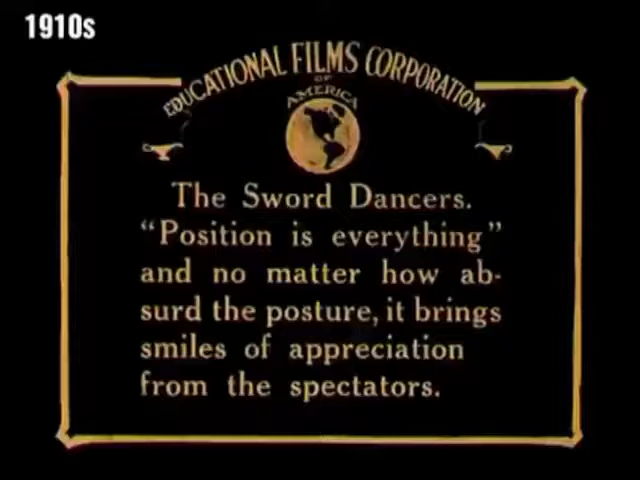 1910s
EDUCATIONAL FILMS CORPORATION
OF
AMERICA
The Sword Dancers.
“Position is everything”
and no matter how ab-
surd the posture, it brings
smiles of appreciation
from the spectators.